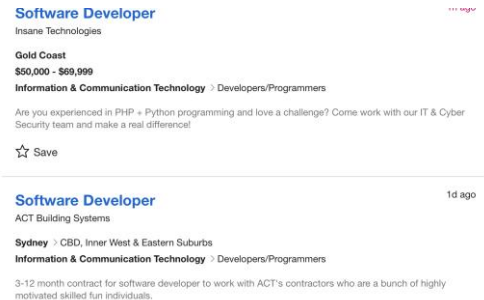 Software Developer
Insane Technologies
Gold Coast
$50,000 - $69,999
Information & Communication Technology > Developers/Programmers
Are you experienced in PHP + Python programming and love a challenge? Come work with our IT & Cyber
Security team and make a real difference!
Save
Software Developer
1d ago
ACT Building Systems
Sydney > CBD, Inner West & Eastern Suburbs
Information & Communication Technology > Developers/Programmers
3-12 month contract for software developer to work with ACT's contractors who are a bunch of highly
motivated skilled fun individuals.